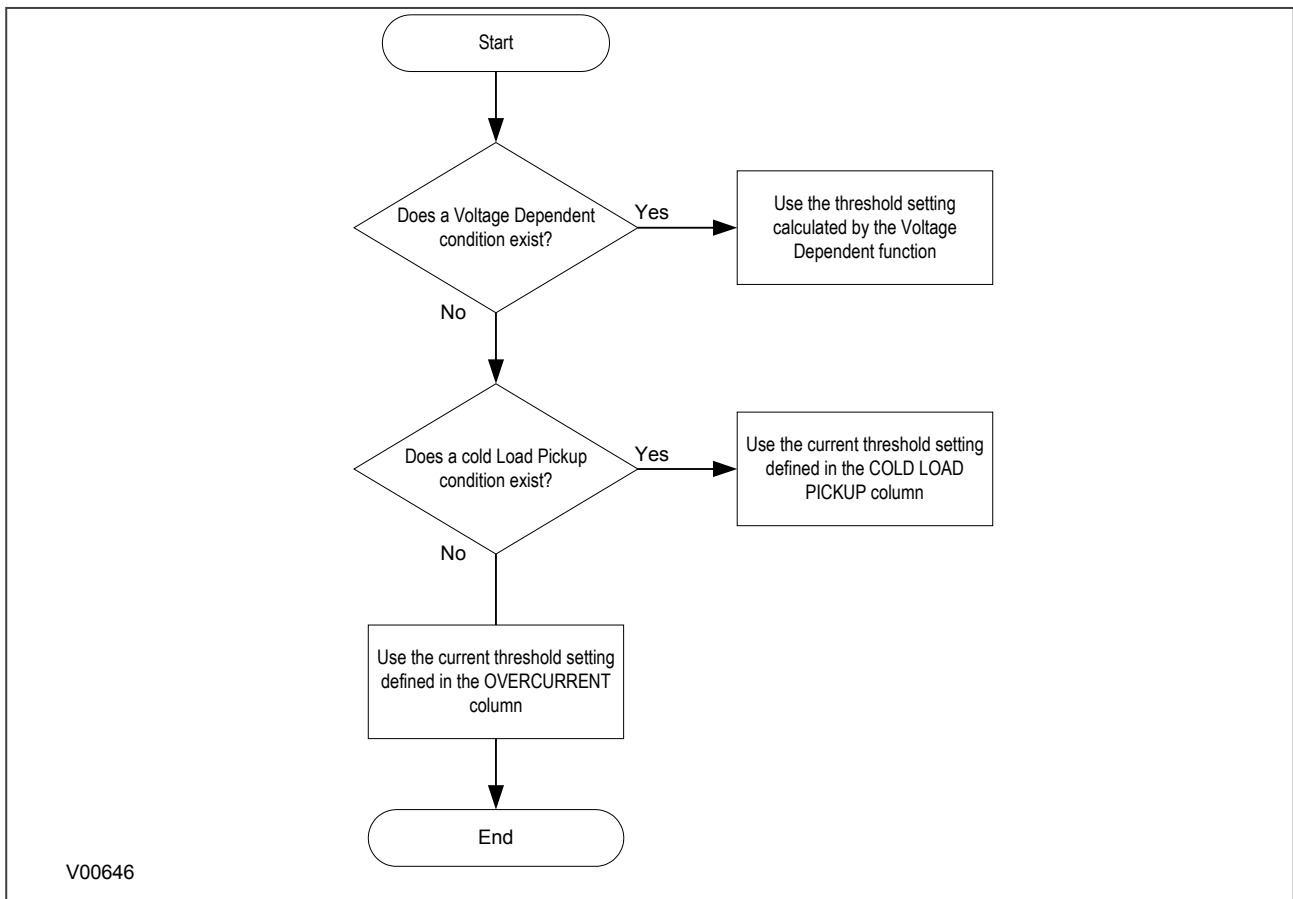 Start
Does a Voltage Dependent
condition exist?
Yes
Use the threshold setting
calculated by the Voltage
Dependent function
No
Does a cold Load Pickup
condition exist?
Yes
Use the current threshold setting
defined in the COLD LOAD
PICKUP column
No
Use the current threshold setting
defined in the OVERCURRENT
column
End
V00646